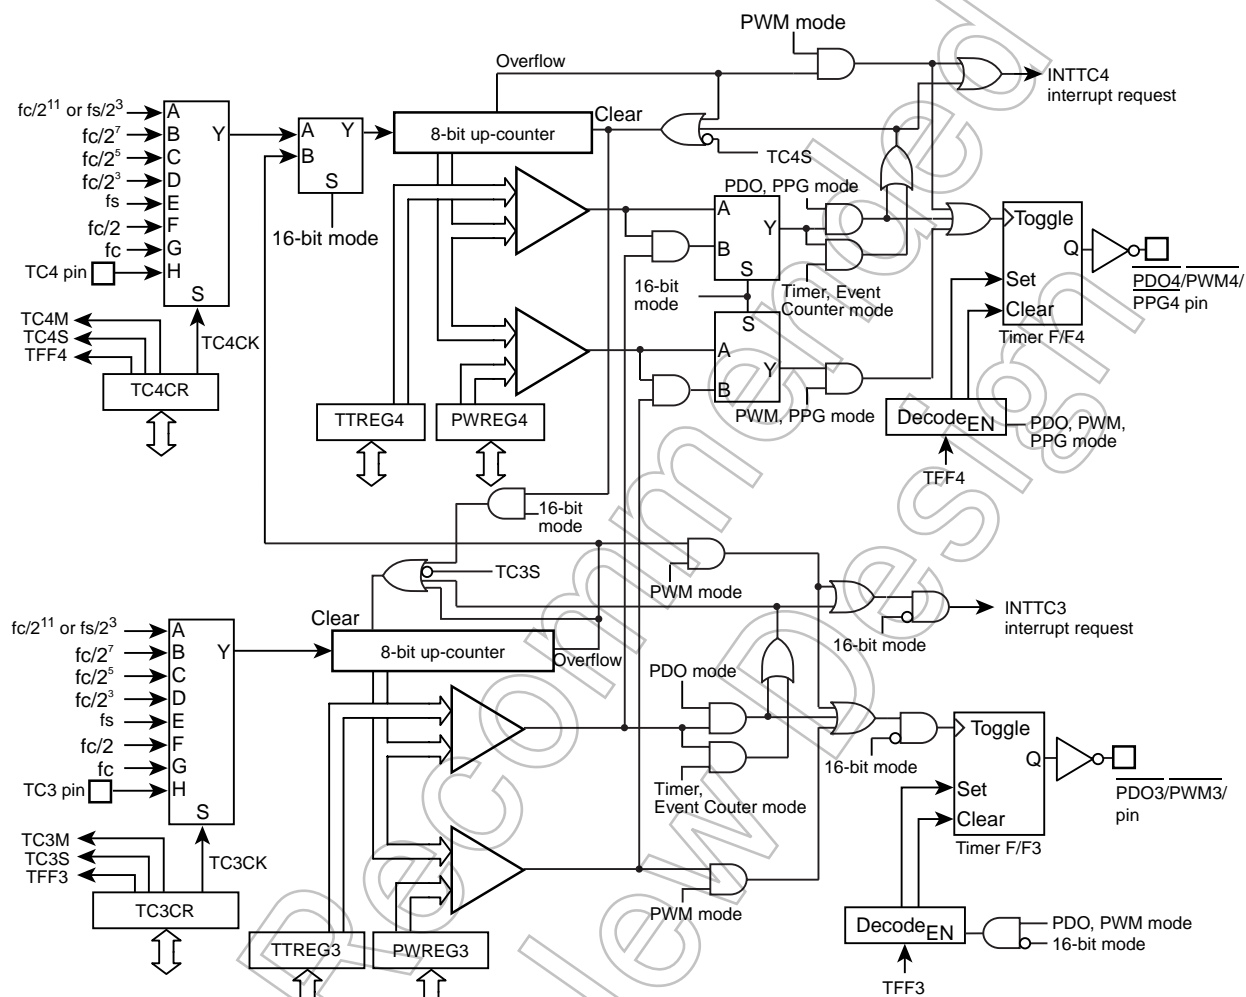 PWM mode
Overflow
INTTC4
interrupt request
fc/2¹¹ or fs/2³
fc/2⁷
fc/2⁵
fc/2³
fs
fc/2
fc
TC4 pin
A
B
C
D
E
F
G
H
Y
S
A
B
Y
S
16-bit mode
8-bit up-counter
Clear
TC4S
PDO, PPG mode
A
B
Y
S
16-bit
mode
Timer, Event
Counter mode
S
A
B
Y
PWM, PPG mode
Toggle
Q
Set
Clear
Timer F/F4
PDO4/PWM4/
PPG4 pin
TC4M
TC4S
TFF4
TC4CK
TC4CR
TTREG4
PWREG4
Decode
EN
PDO, PWM,
PPG mode
TFF4
16-bit
mode
TC3S
PWM mode
INTTC3
interrupt request
16-bit mode
fc/2¹¹ or fs/2³
fc/2⁷
fc/2⁵
fc/2³
fs
fc/2
fc
TC3 pin
A
B
C
D
E
F
G
H
Y
S
Clear
8-bit up-counter
Overflow
PDO mode
Timer,
Event Couter mode
16-bit mode
Toggle
Q
Set
Clear
Timer F/F3
PDO3/PWM3/
pin
TC3M
TC3S
TFF3
TC3CK
TC3CR
TTREG3
PWREG3
PWM mode
Decode
EN
PDO, PWM mode
16-bit mode
TFF3
Recommended
New Design